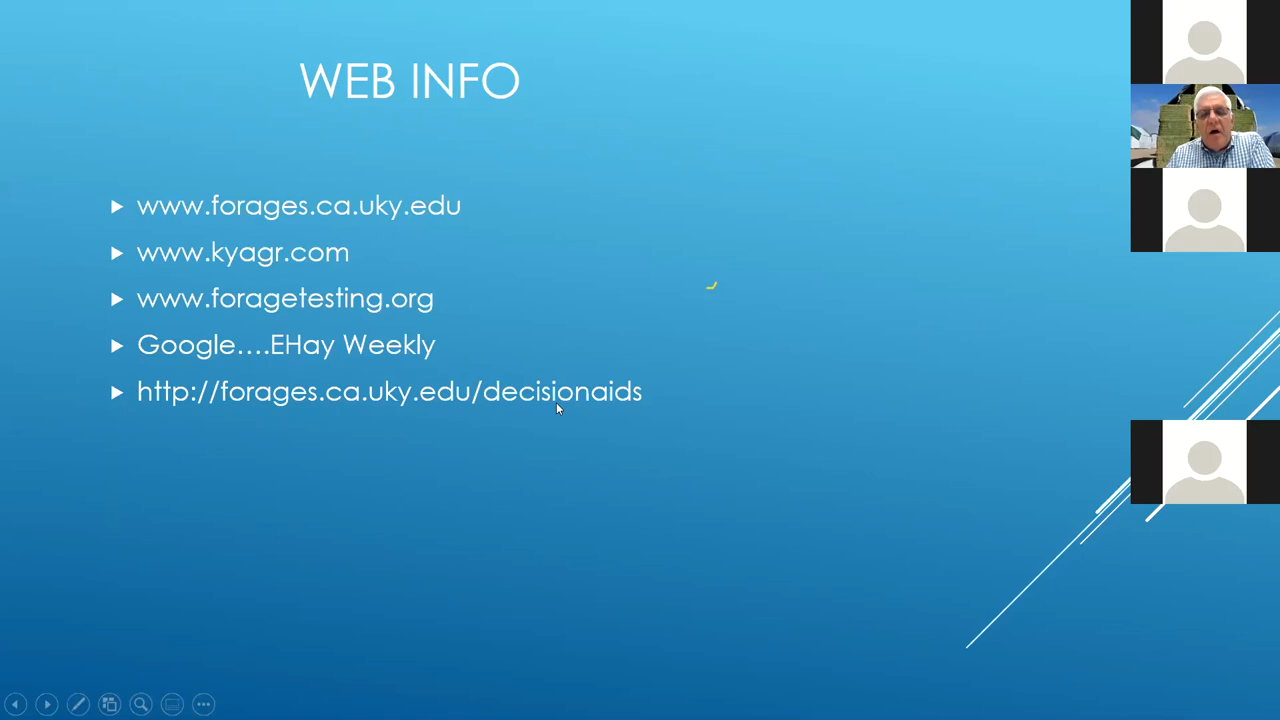 WEB INFO
www.forages.ca.uky.edu
www.kyagr.com
www.foragetesting.org
Google....EHay Weekly
http://forages.ca.uky.edu/decisionaids